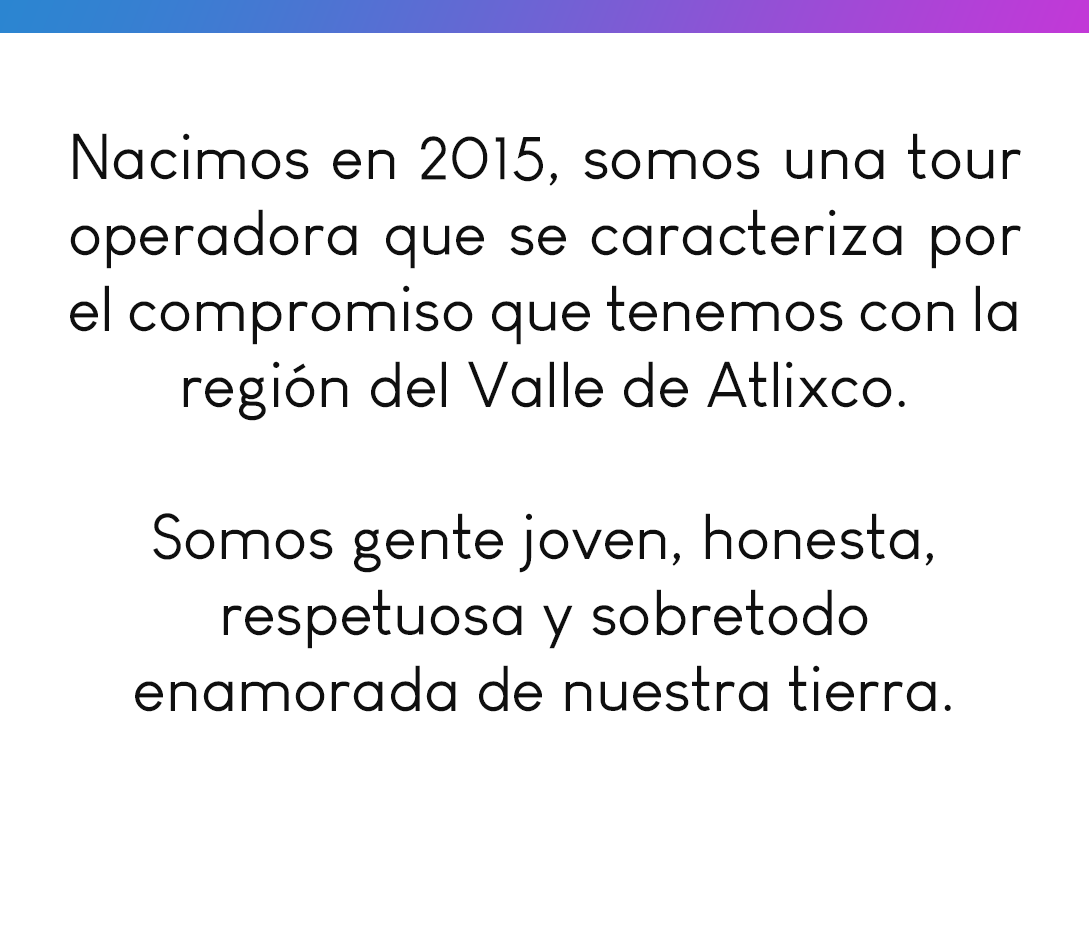 Nacimos en 2015, somos una tour
operadora que se caracteriza por
el compromiso que tenemos con la
región del Valle de Atlixco.
Somos gente joven, honesta,
respetuosa y sobretodo
enamorada de nuestra tierra.